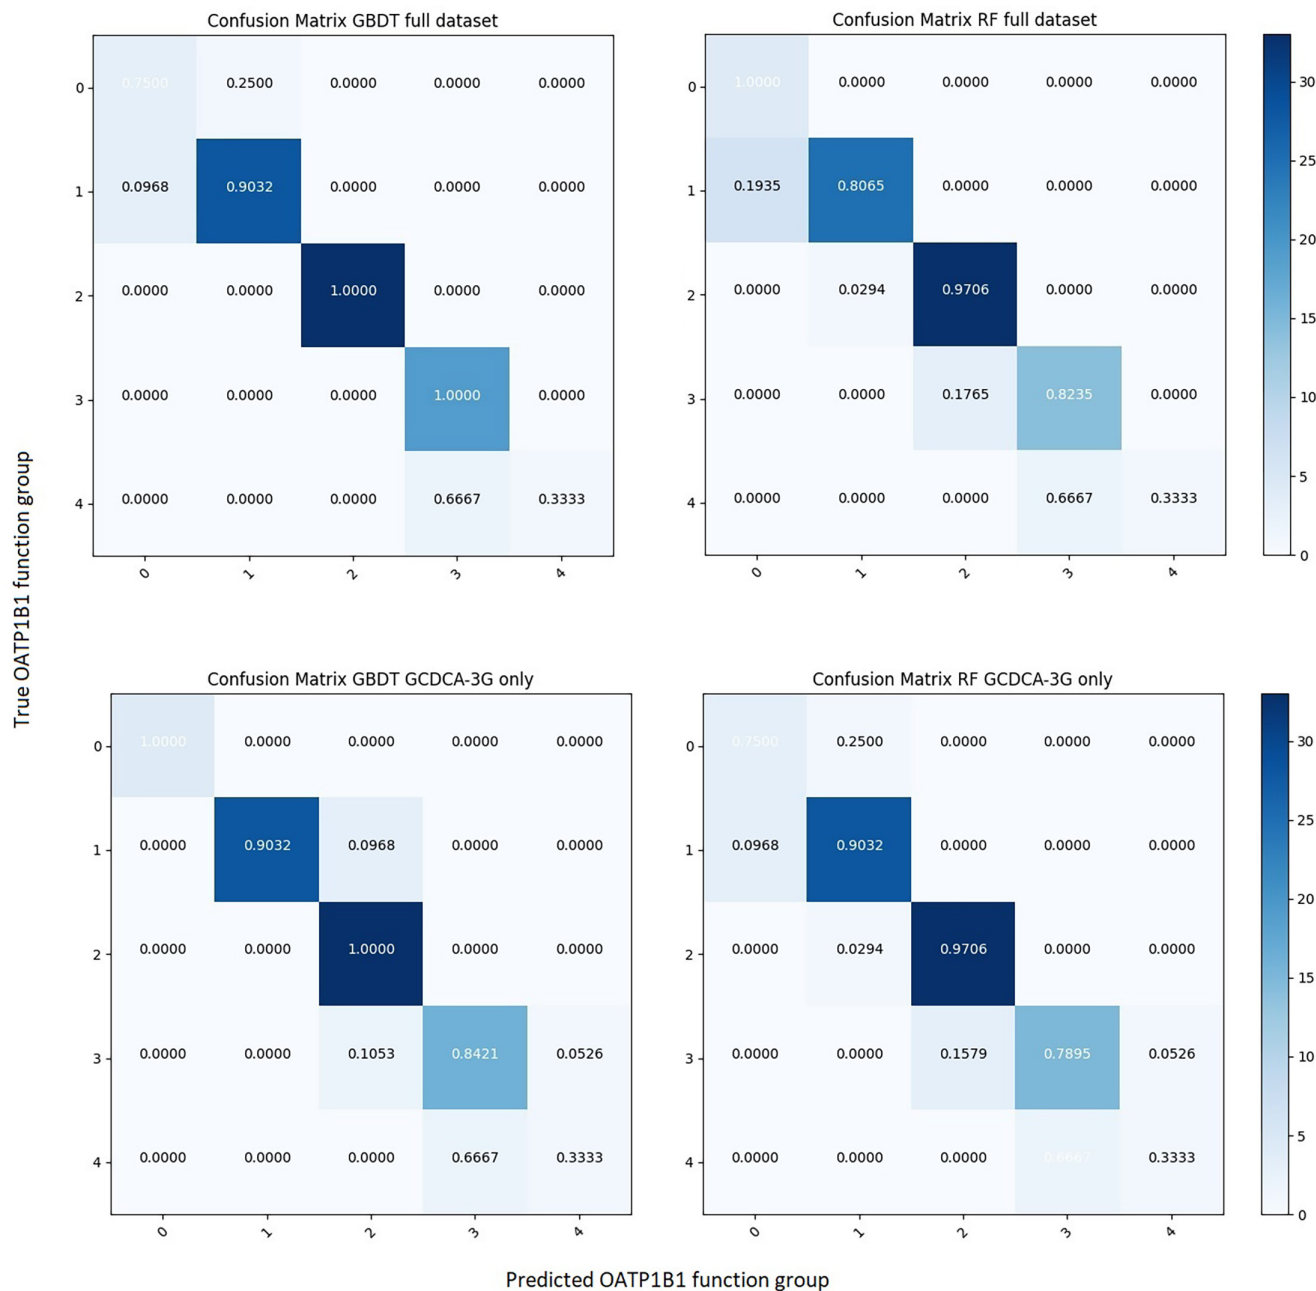 Confusion Matrix GBDT full dataset
0 0.7500 0.2500 0.0000 0.0000 0.0000
1 0.0968 0.9032 0.0000 0.0000 0.0000
2 0.0000 0.0000 1.0000 0.0000 0.0000
3 0.0000 0.0000 0.0000 1.0000 0.0000
4 0.0000 0.0000 0.0000 0.6667 0.3333
0 1 2 3 4
Confusion Matrix RF full dataset
0 1.0000 0.0000 0.0000 0.0000 0.0000
1 0.1935 0.8065 0.0000 0.0000 0.0000
2 0.0000 0.0294 0.9706 0.0000 0.0000
3 0.0000 0.0000 0.1765 0.8235 0.0000
4 0.0000 0.0000 0.0000 0.6667 0.3333
0 1 2 3 4
30
25
20
15
10
5
0
True OATP1B1 function group
Confusion Matrix GBDT GCDCA-3G only
0 1.0000 0.0000 0.0000 0.0000 0.0000
1 0.0000 0.9032 0.0968 0.0000 0.0000
2 0.0000 0.0000 1.0000 0.0000 0.0000
3 0.0000 0.0000 0.1053 0.8421 0.0526
4 0.0000 0.0000 0.0000 0.6667 0.3333
0 1 2 3 4
Confusion Matrix RF GCDCA-3G only
0 0.7500 0.2500 0.0000 0.0000 0.0000
1 0.0968 0.9032 0.0000 0.0000 0.0000
2 0.0000 0.0294 0.9706 0.0000 0.0000
3 0.0000 0.0000 0.1579 0.7895 0.0526
4 0.0000 0.0000 0.0000 0.6667 0.3333
0 1 2 3 4
30
25
20
15
10
5
0
Predicted OATP1B1 function group